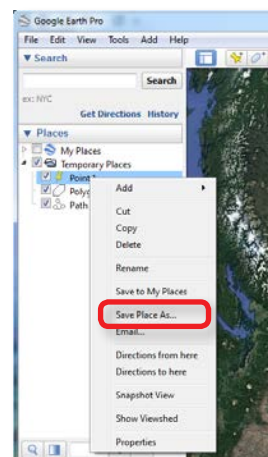 Google Earth Pro
File Edit View Tools Add Help
▼ Search
Search
ex: NYC
Get Directions History
▼ Places
My Places
Temporary Places
Point
Polyg
Path
Add
Cut
Copy
Delete
Rename
Save to My Places
Save Place As...
Email...
Directions from here
Directions to here
Snapshot View
Show Viewshed
Properties